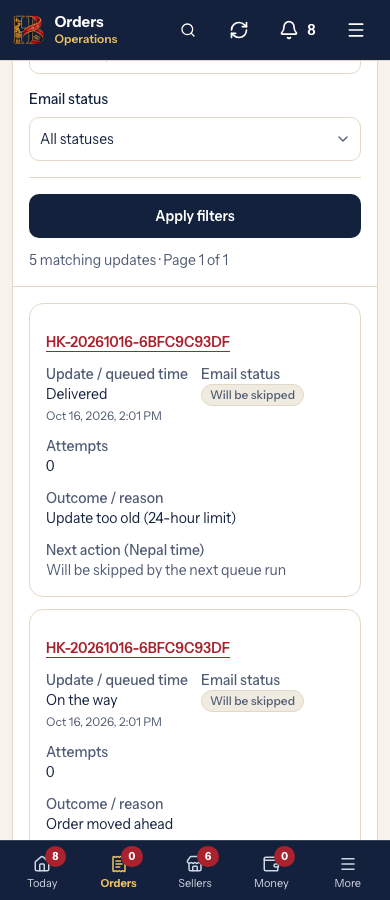 Orders
Operations
8
Email status
All statuses
Apply filters
5 matching updates · Page 1 of 1
HK-20261016-6BFC9C93DF
Update / queued time
Email status
Delivered
Will be skipped
Oct 16, 2026, 2:01 PM
Attempts
0
Outcome / reason
Update too old (24-hour limit)
Next action (Nepal time)
Will be skipped by the next queue run
HK-20261016-6BFC9C93DF
Update / queued time
Email status
On the way
Will be skipped
Oct 16, 2026, 2:01 PM
Attempts
0
Outcome / reason
Order moved ahead
8
0
6
0
Today
Orders
Sellers
Money
More